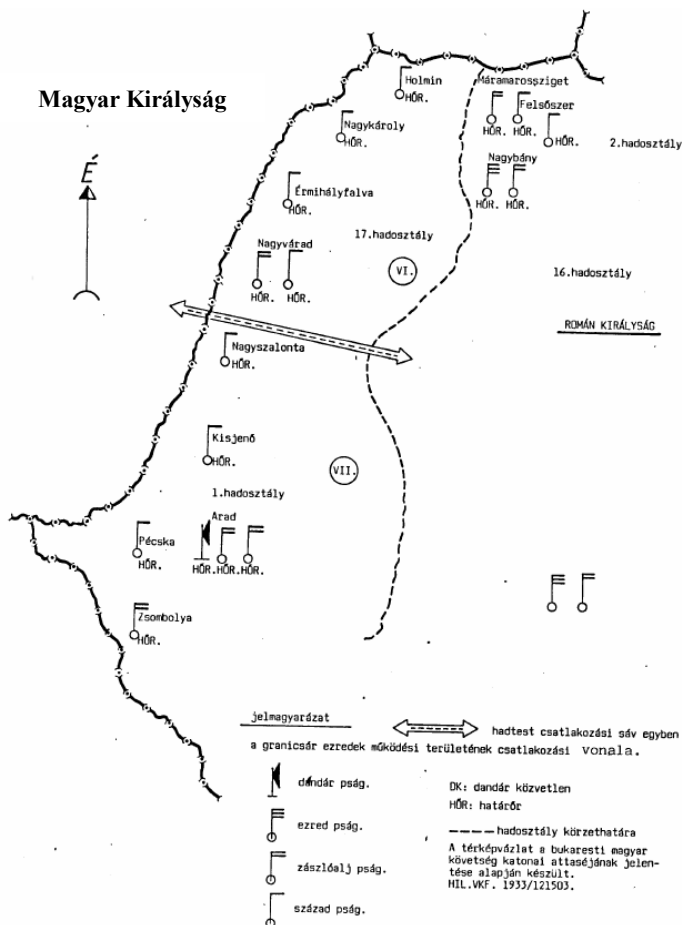 Magyar Királyság
É
Holmin
HŐR.
Máramarossziget
Felsőszer
HŐR. HŐR.
HŐR.
2.hadosztály
Nagykároly
HŐR.
Nagybány
HŐR. HŐR.
Érmihályfalva
HŐR.
17.hadosztály
Nagyvárad
HŐR. HŐR.
VI.
16.hadosztály
ROMÁN KIRÁLYSÁG
Nagyszalonta
HŐR.
Kisjenő
HŐR.
VII.
1.hadosztály
Arad
Pécska
HŐR.
HŐR. HŐR. HŐR.
Zsombolya
HŐR.
jelmagyarázat
hadtest csatlakozási sáv egyben
a granicsár ezredek működési területének csatlakozási vonala.
dandár pság.
ezred pság.
zászlóalj pság.
század pság.
DK: dandár közvetlen
HŐR: határőr
hadosztály körzethatára
A térképvázlat a bukaresti magyar
követség katonai attaséjának jelen-
tése alapján készült.
HIL.VKF. 1933/121503.